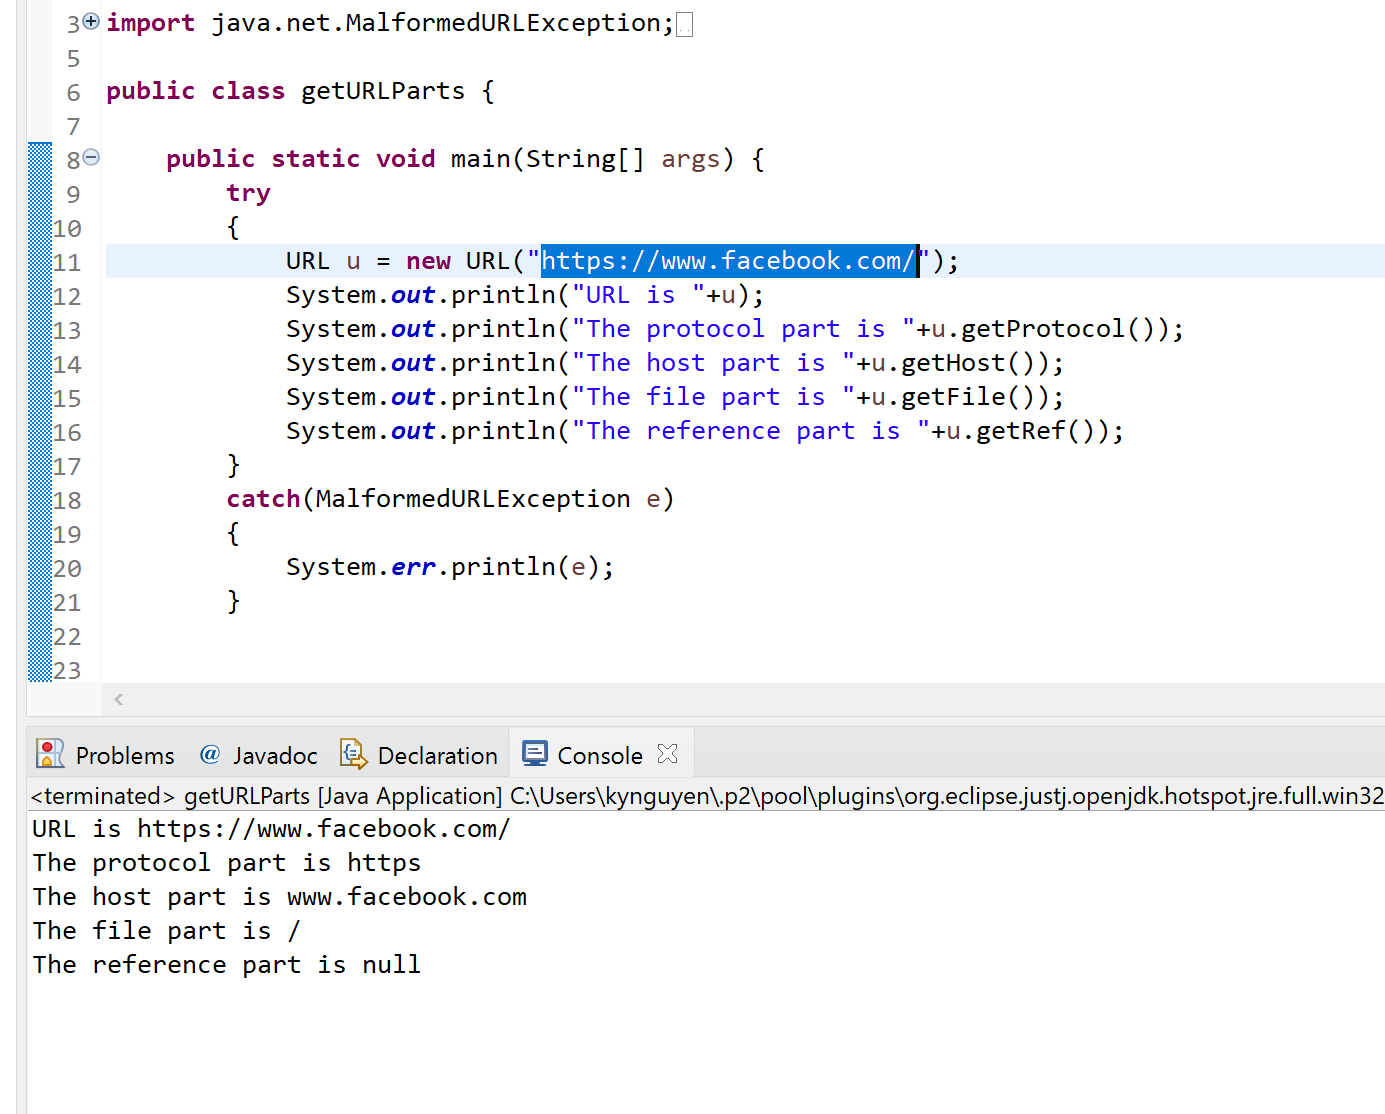 3 import java.net.MalformedURLException;
5
6 public class getURLParts {
7
8     public static void main(String[] args) {
9         try
10         {
11             URL u = new URL("https://www.facebook.com/");
12             System.out.println("URL is "+u);
13             System.out.println("The protocol part is "+u.getProtocol());
14             System.out.println("The host part is "+u.getHost());
15             System.out.println("The file part is "+u.getFile());
16             System.out.println("The reference part is "+u.getRef());
17         }
18         catch(MalformedURLException e)
19         {
20             System.err.println(e);
21         }
22
23
Problems @ Javadoc Declaration Console
<terminated> getURLParts [Java Application] C:\Users\kynguyen\.p2\pool\plugins\org.eclipse.justj.openjdk.hotspot.jre.full.win32
URL is https://www.facebook.com/
The protocol part is https
The host part is www.facebook.com
The file part is /
The reference part is null